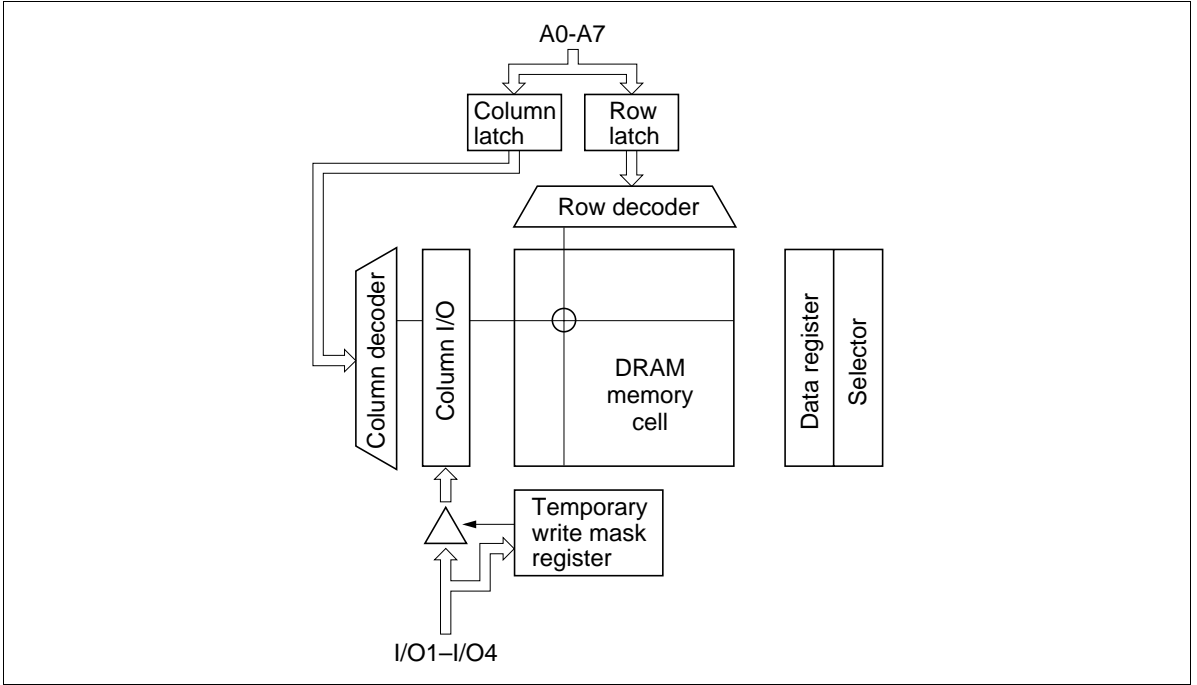 A0-A7
Column
latch
Row
latch
Row decoder
Column decoder
Column I/O
DRAM
memory
cell
Data register
Selector
Temporary
write mask
register
I/O1–I/O4